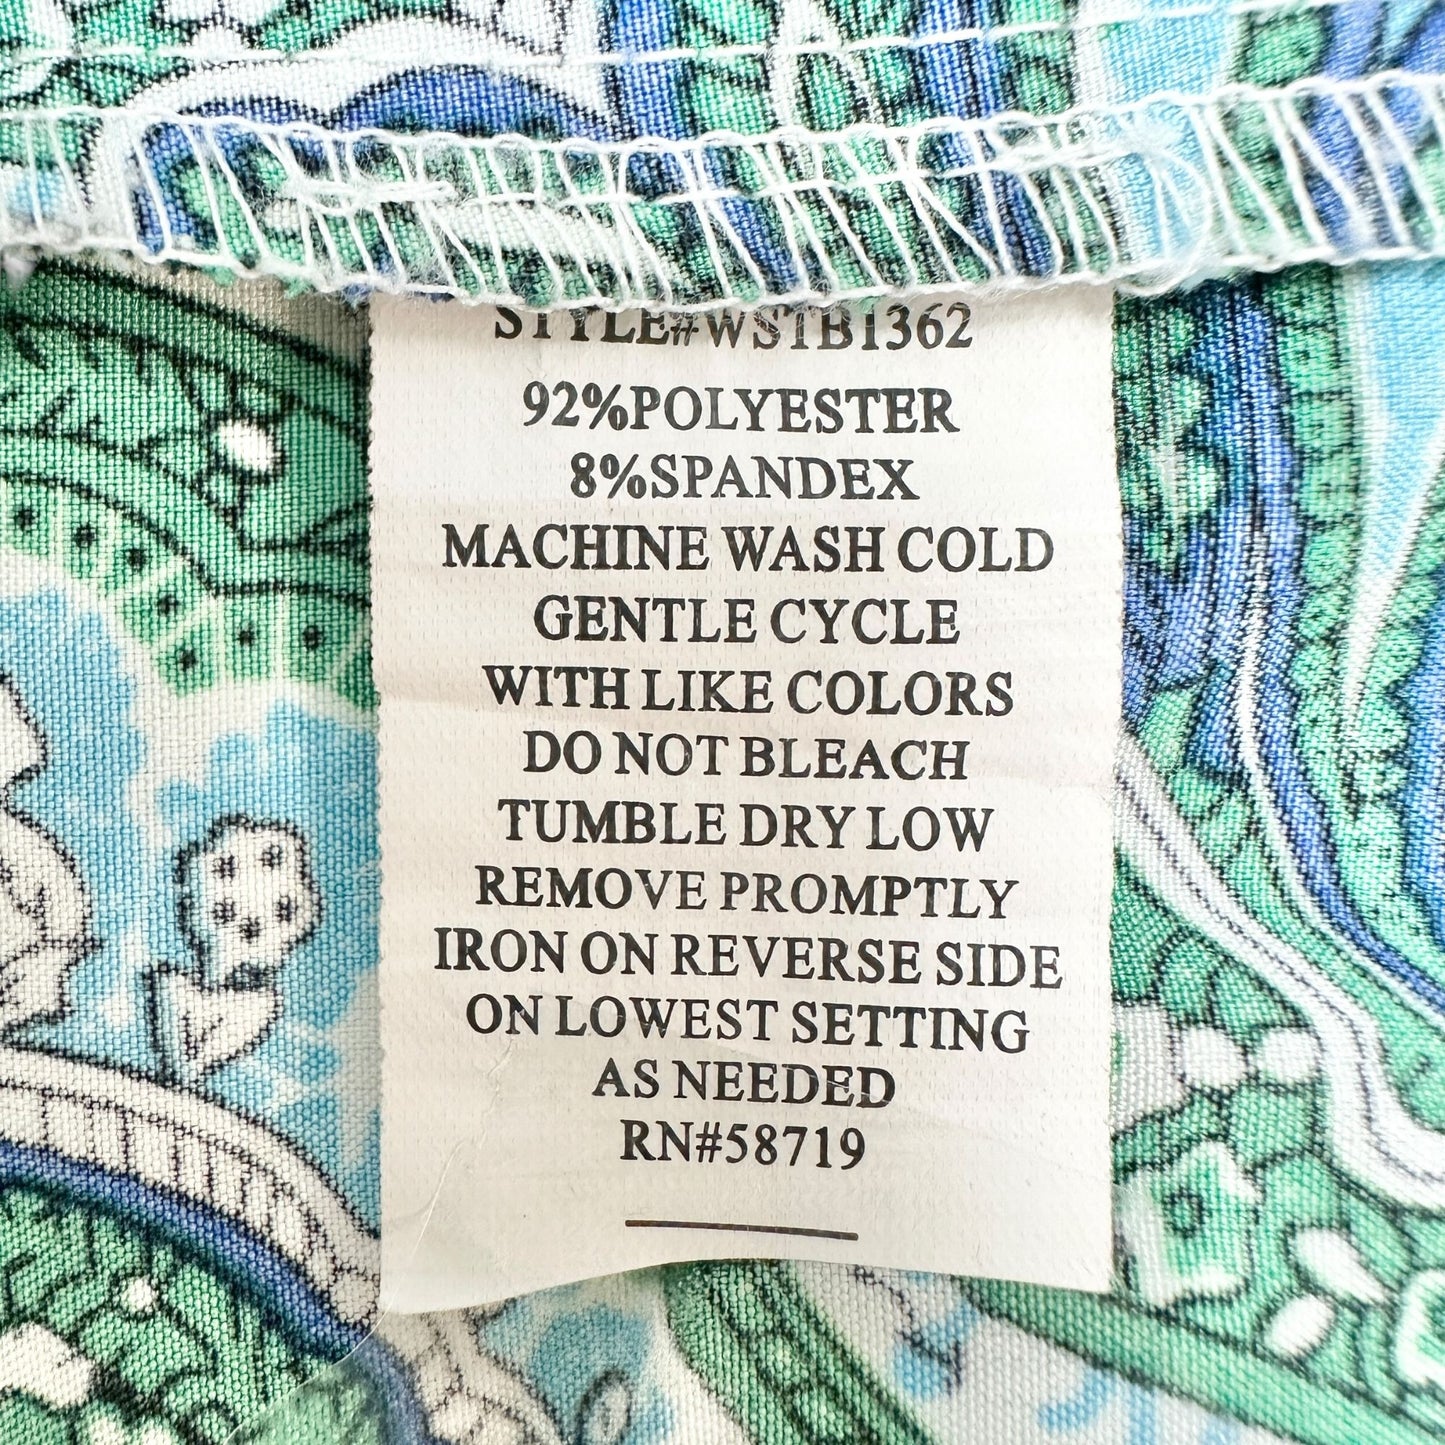 STYLE#WSTB1362
92%POLYESTER
8%SPANDEX
MACHINE WASH COLD
GENTLE CYCLE
WITH LIKE COLORS
DO NOT BLEACH
TUMBLE DRY LOW
REMOVE PROMPTLY
IRON ON REVERSE SIDE
ON LOWEST SETTING
AS NEEDED
RN#58719